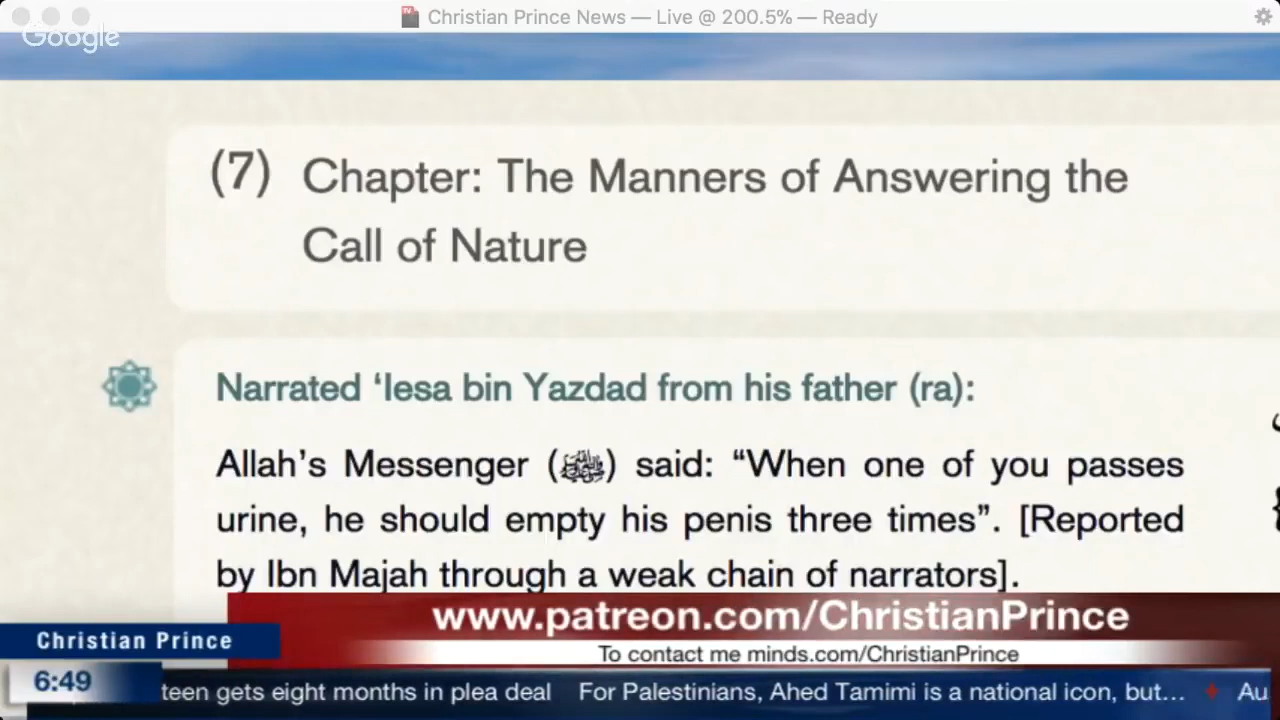 Christian Prince News — Live @ 200.5% — Ready
Google
(7) Chapter: The Manners of Answering the
Call of Nature
Narrated ‘Iesa bin Yazdad from his father (ra):
Allah’s Messenger (ﷺ) said: “When one of you passes
urine, he should empty his penis three times”. [Reported
by Ibn Majah through a weak chain of narrators].
www.patreon.com/ChristianPrince
Christian Prince
To contact me minds.com/ChristianPrince
6:49
teen gets eight months in plea deal For Palestinians, Ahed Tamimi is a national icon, but... Au